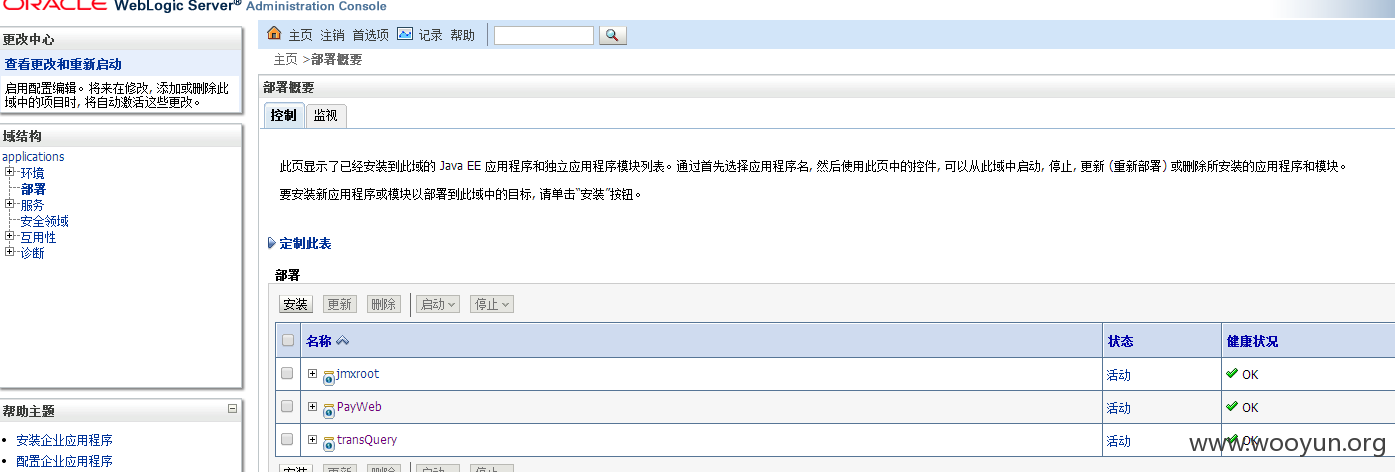 ORACLE WebLogic Server® Administration Console
更改中心
查看更改和重新启动
启用配置编辑。将来在修改, 添加或删除此
域中的项目时, 将自动激活这些更改。
域结构
applications
环境
部署
服务
安全领域
互用性
诊断
帮助主题
安装企业应用程序
配置企业应用程序
主页 注销 首选项 记录 帮助
主页 >部署概要
部署概要
控制 监视
此页显示了已经安装到此域的 Java EE 应用程序和独立应用程序模块列表。通过首先选择应用程序名, 然后使用此页中的控件, 可以从此域中启动, 停止, 更新 (重新部署) 或删除所安装的应用程序和模块。
要安装新应用程序或模块以部署到此域中的目标, 请单击“安装”按钮。
定制此表
部署
安装 更新 删除 启动 停止
名称 状态 健康状况
jmxroot 活动 OK
PayWeb 活动 OK
transQuery 活动 OK
www.wooyun.org
安装 更新 删除 启动 停止